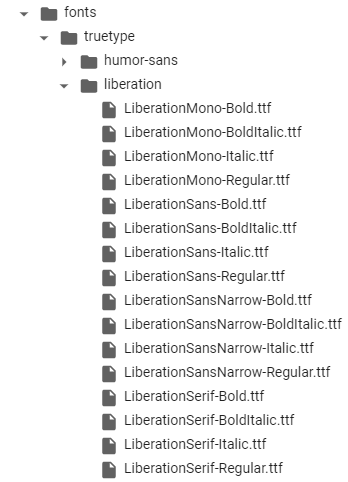 fonts
truetype
humor-sans
liberation
LiberationMono-Bold.ttf
LiberationMono-BoldItalic.ttf
LiberationMono-Italic.ttf
LiberationMono-Regular.ttf
LiberationSans-Bold.ttf
LiberationSans-BoldItalic.ttf
LiberationSans-Italic.ttf
LiberationSans-Regular.ttf
LiberationSansNarrow-Bold.ttf
LiberationSansNarrow-BoldItalic.ttf
LiberationSansNarrow-Italic.ttf
LiberationSansNarrow-Regular.ttf
LiberationSerif-Bold.ttf
LiberationSerif-BoldItalic.ttf
LiberationSerif-Italic.ttf
LiberationSerif-Regular.ttf